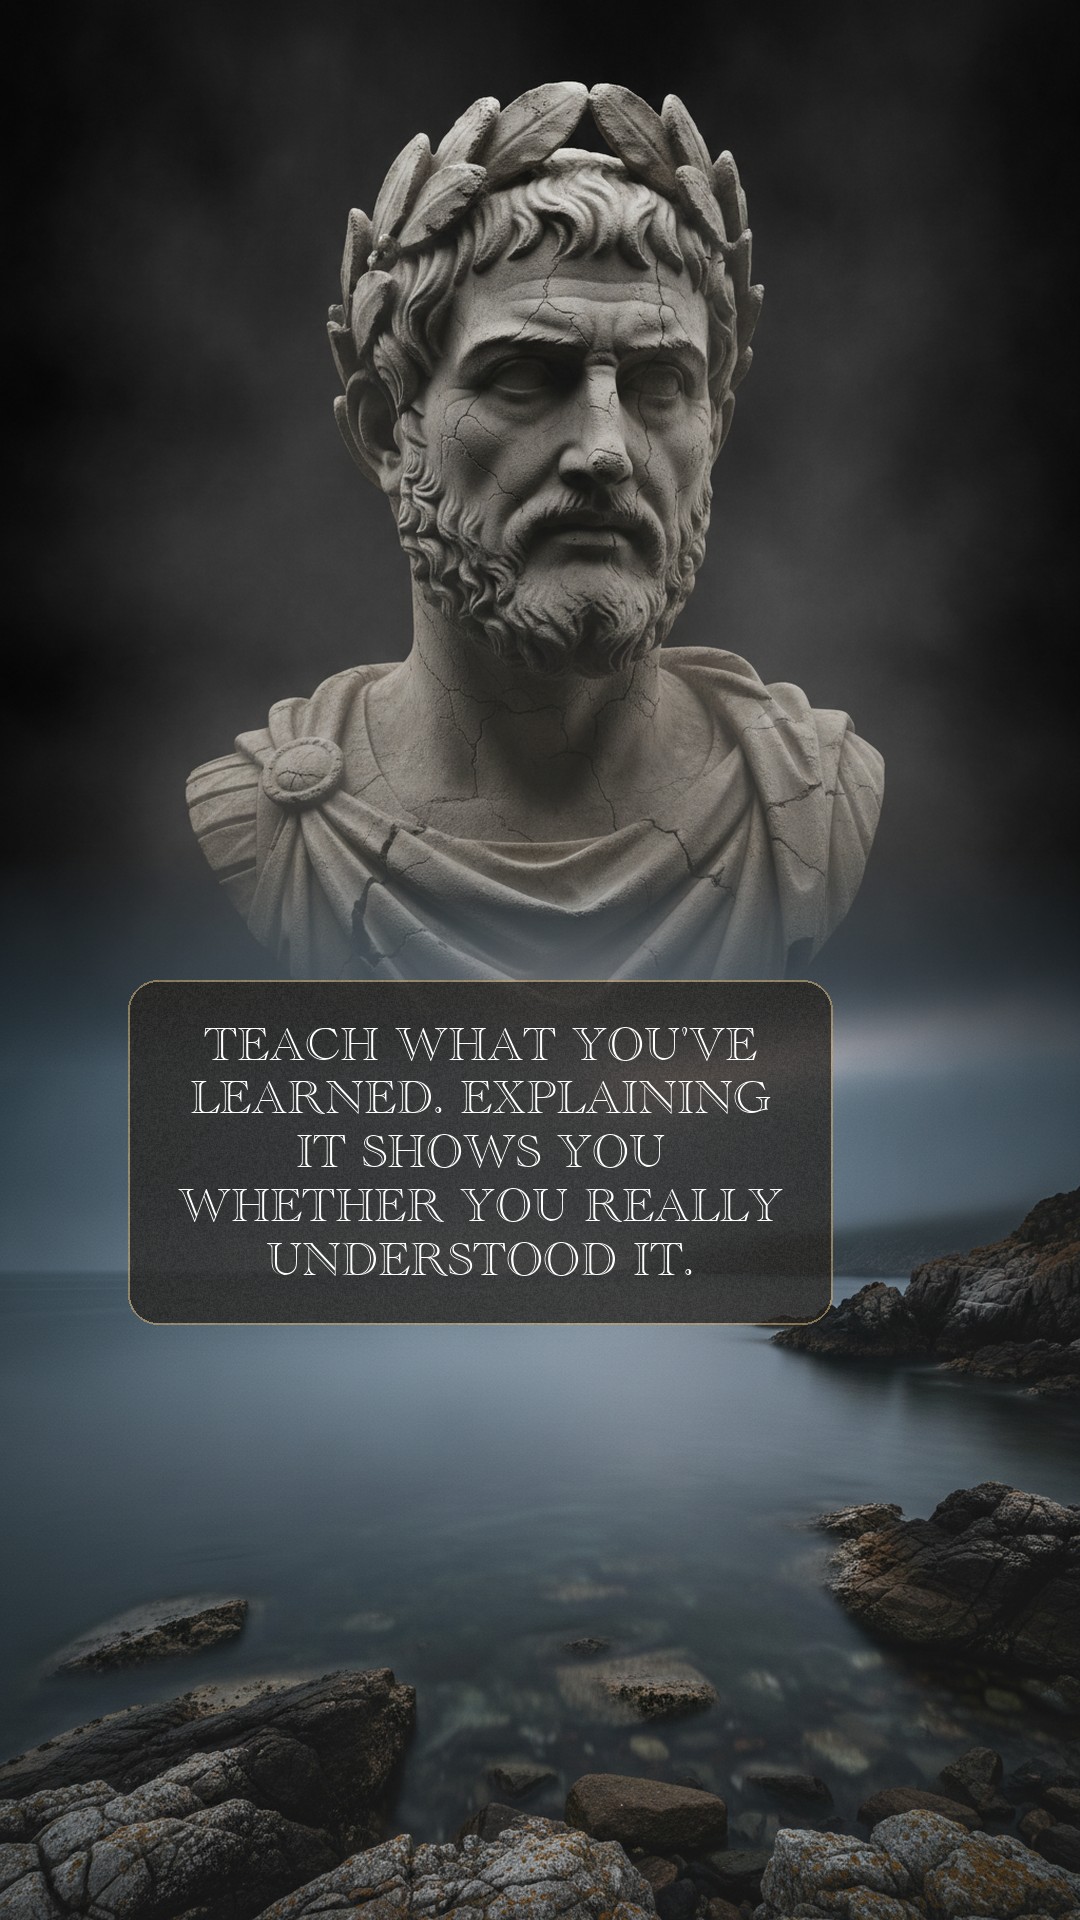 TEACH WHAT YOU'VE
LEARNED. EXPLAINING
IT SHOWS YOU
WHETHER YOU REALLY
UNDERSTOOD IT.